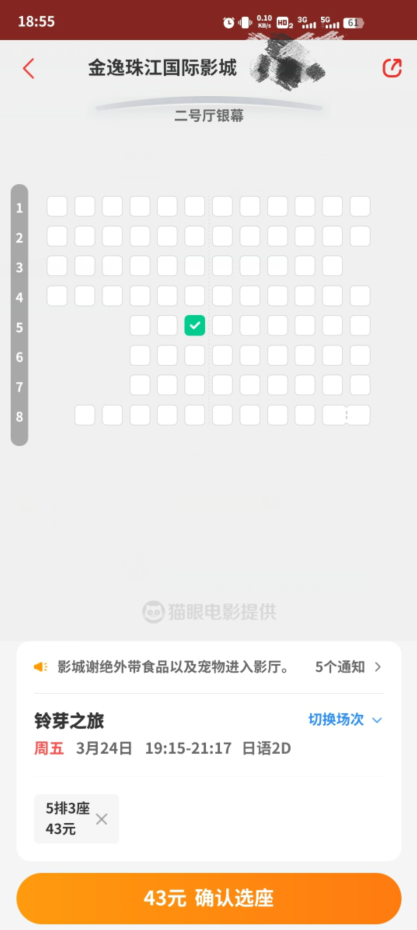 18:55
0.10
KB/s
HD 2
3G
5G
61
金逸珠江国际影城
二号厅银幕
1
2
3
4
5
6
7
8
猫眼电影提供
影城谢绝外带食品以及宠物进入影厅。 5个通知
铃芽之旅 切换场次
周五 3月24日 19:15-21:17 日语2D
5排3座
43元
43元 确认选座